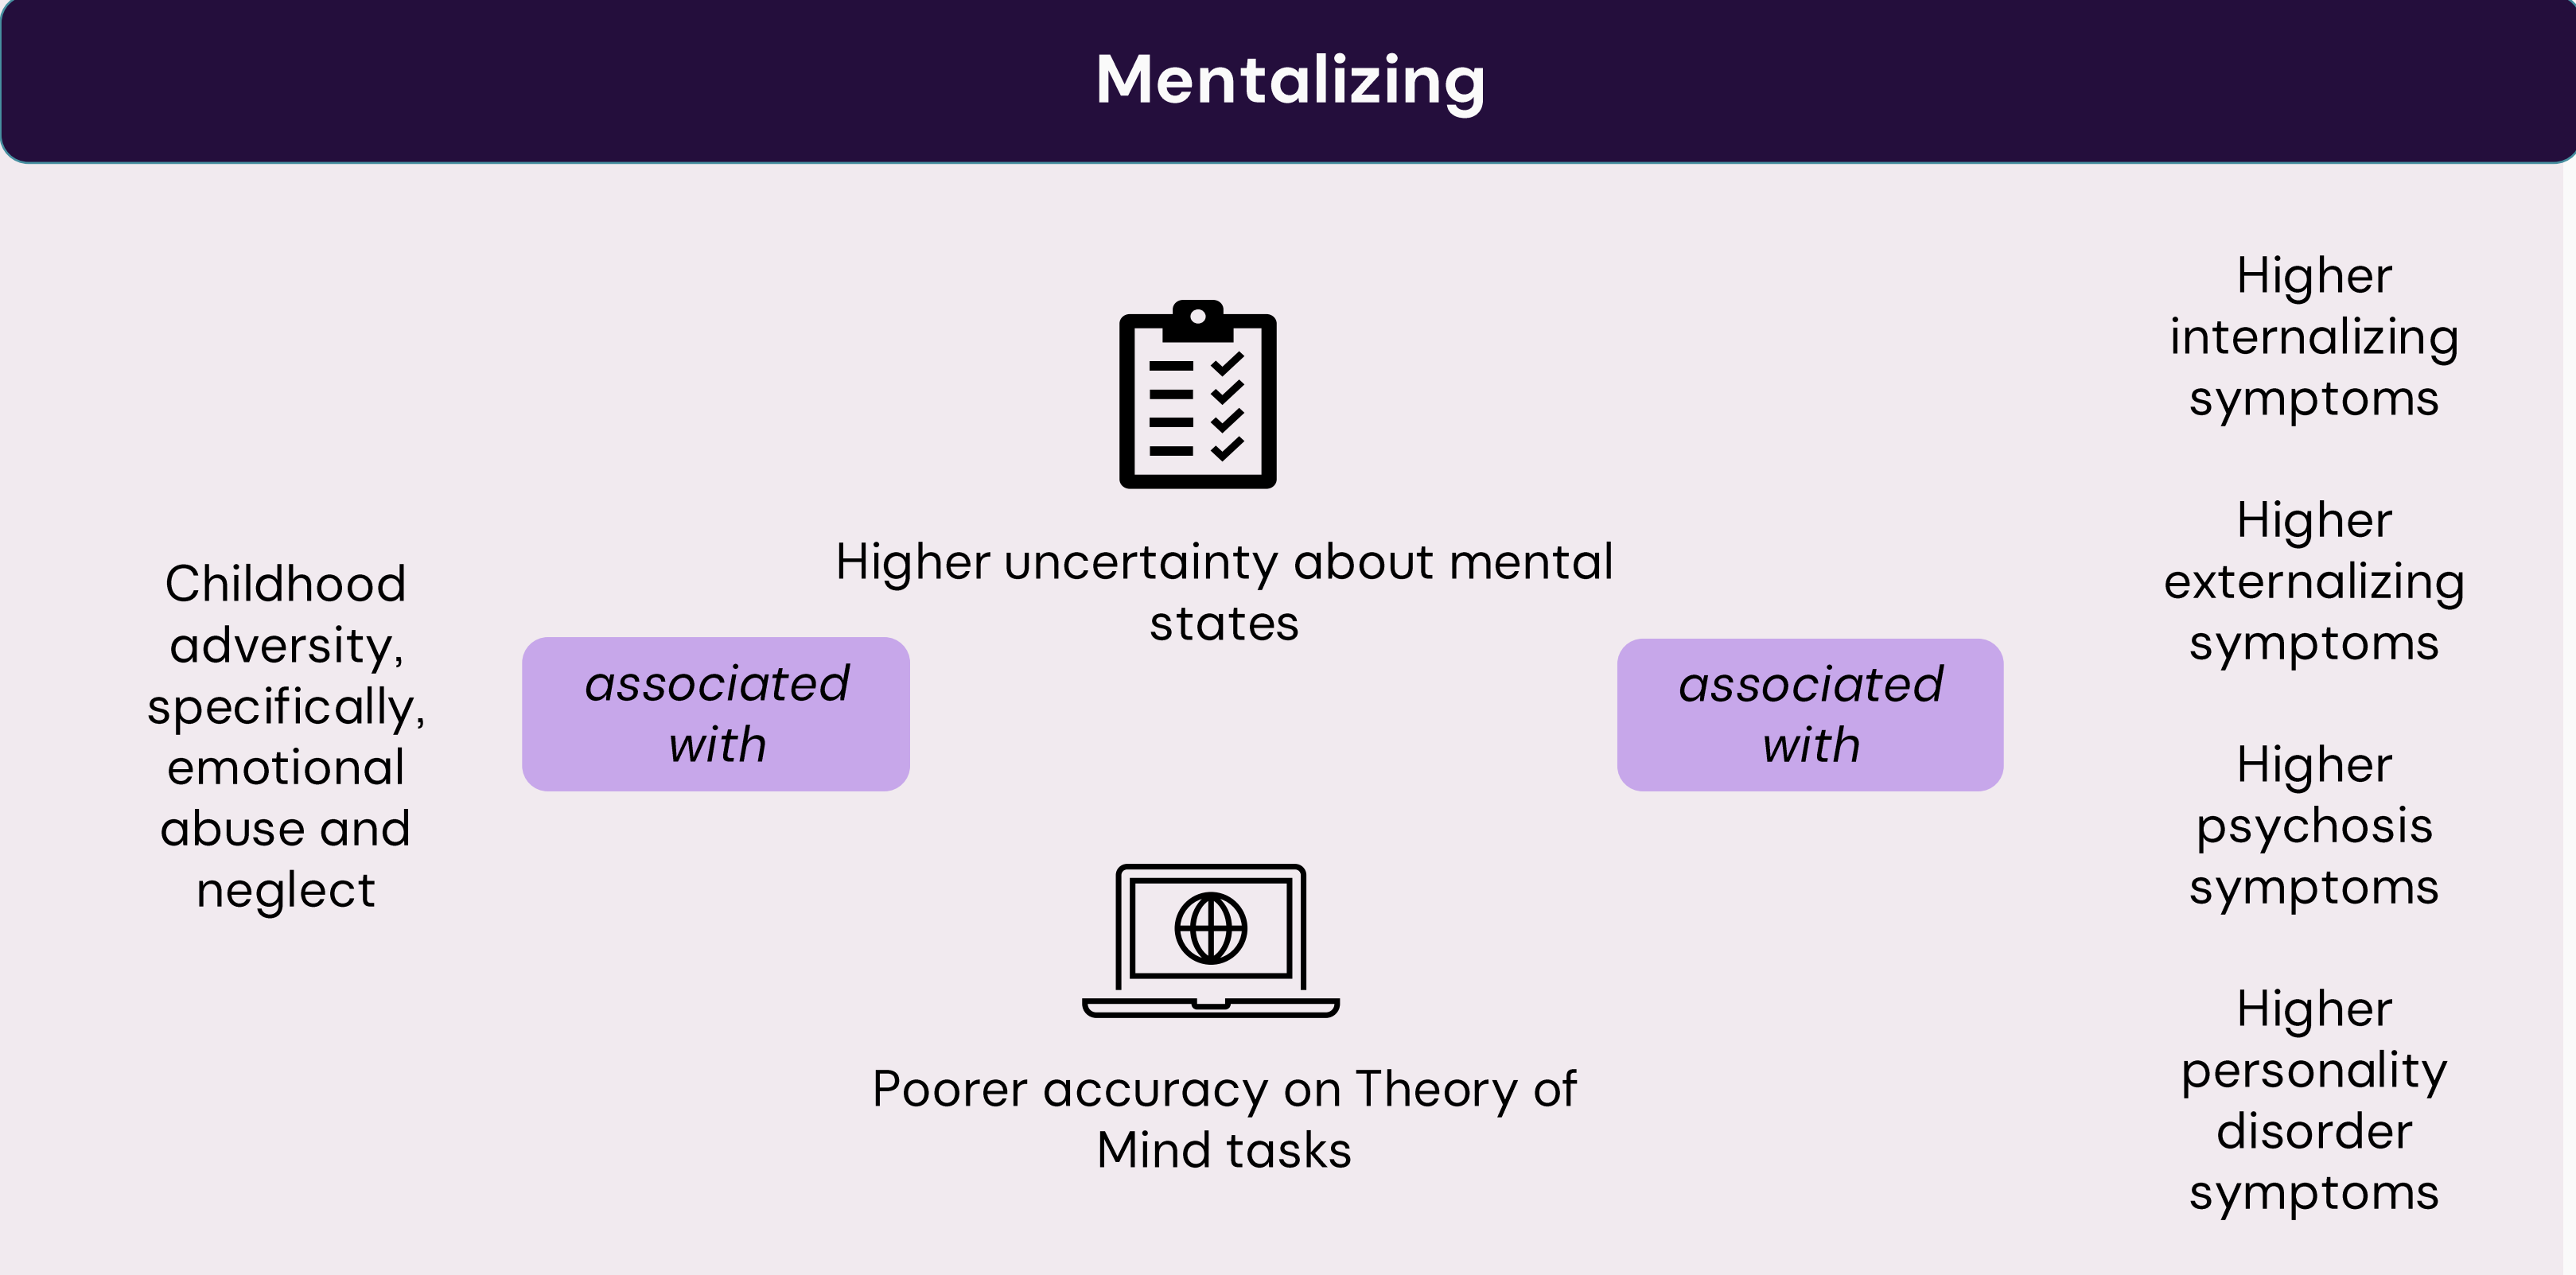 Mentalizing
Childhood
adversity,
specifically,
emotional
abuse and
neglect
associated
with
Higher uncertainty about mental
states
Poorer accuracy on Theory of
Mind tasks
associated
with
Higher
internalizing
symptoms
Higher
externalizing
symptoms
Higher
psychosis
symptoms
Higher
personality
disorder
symptoms